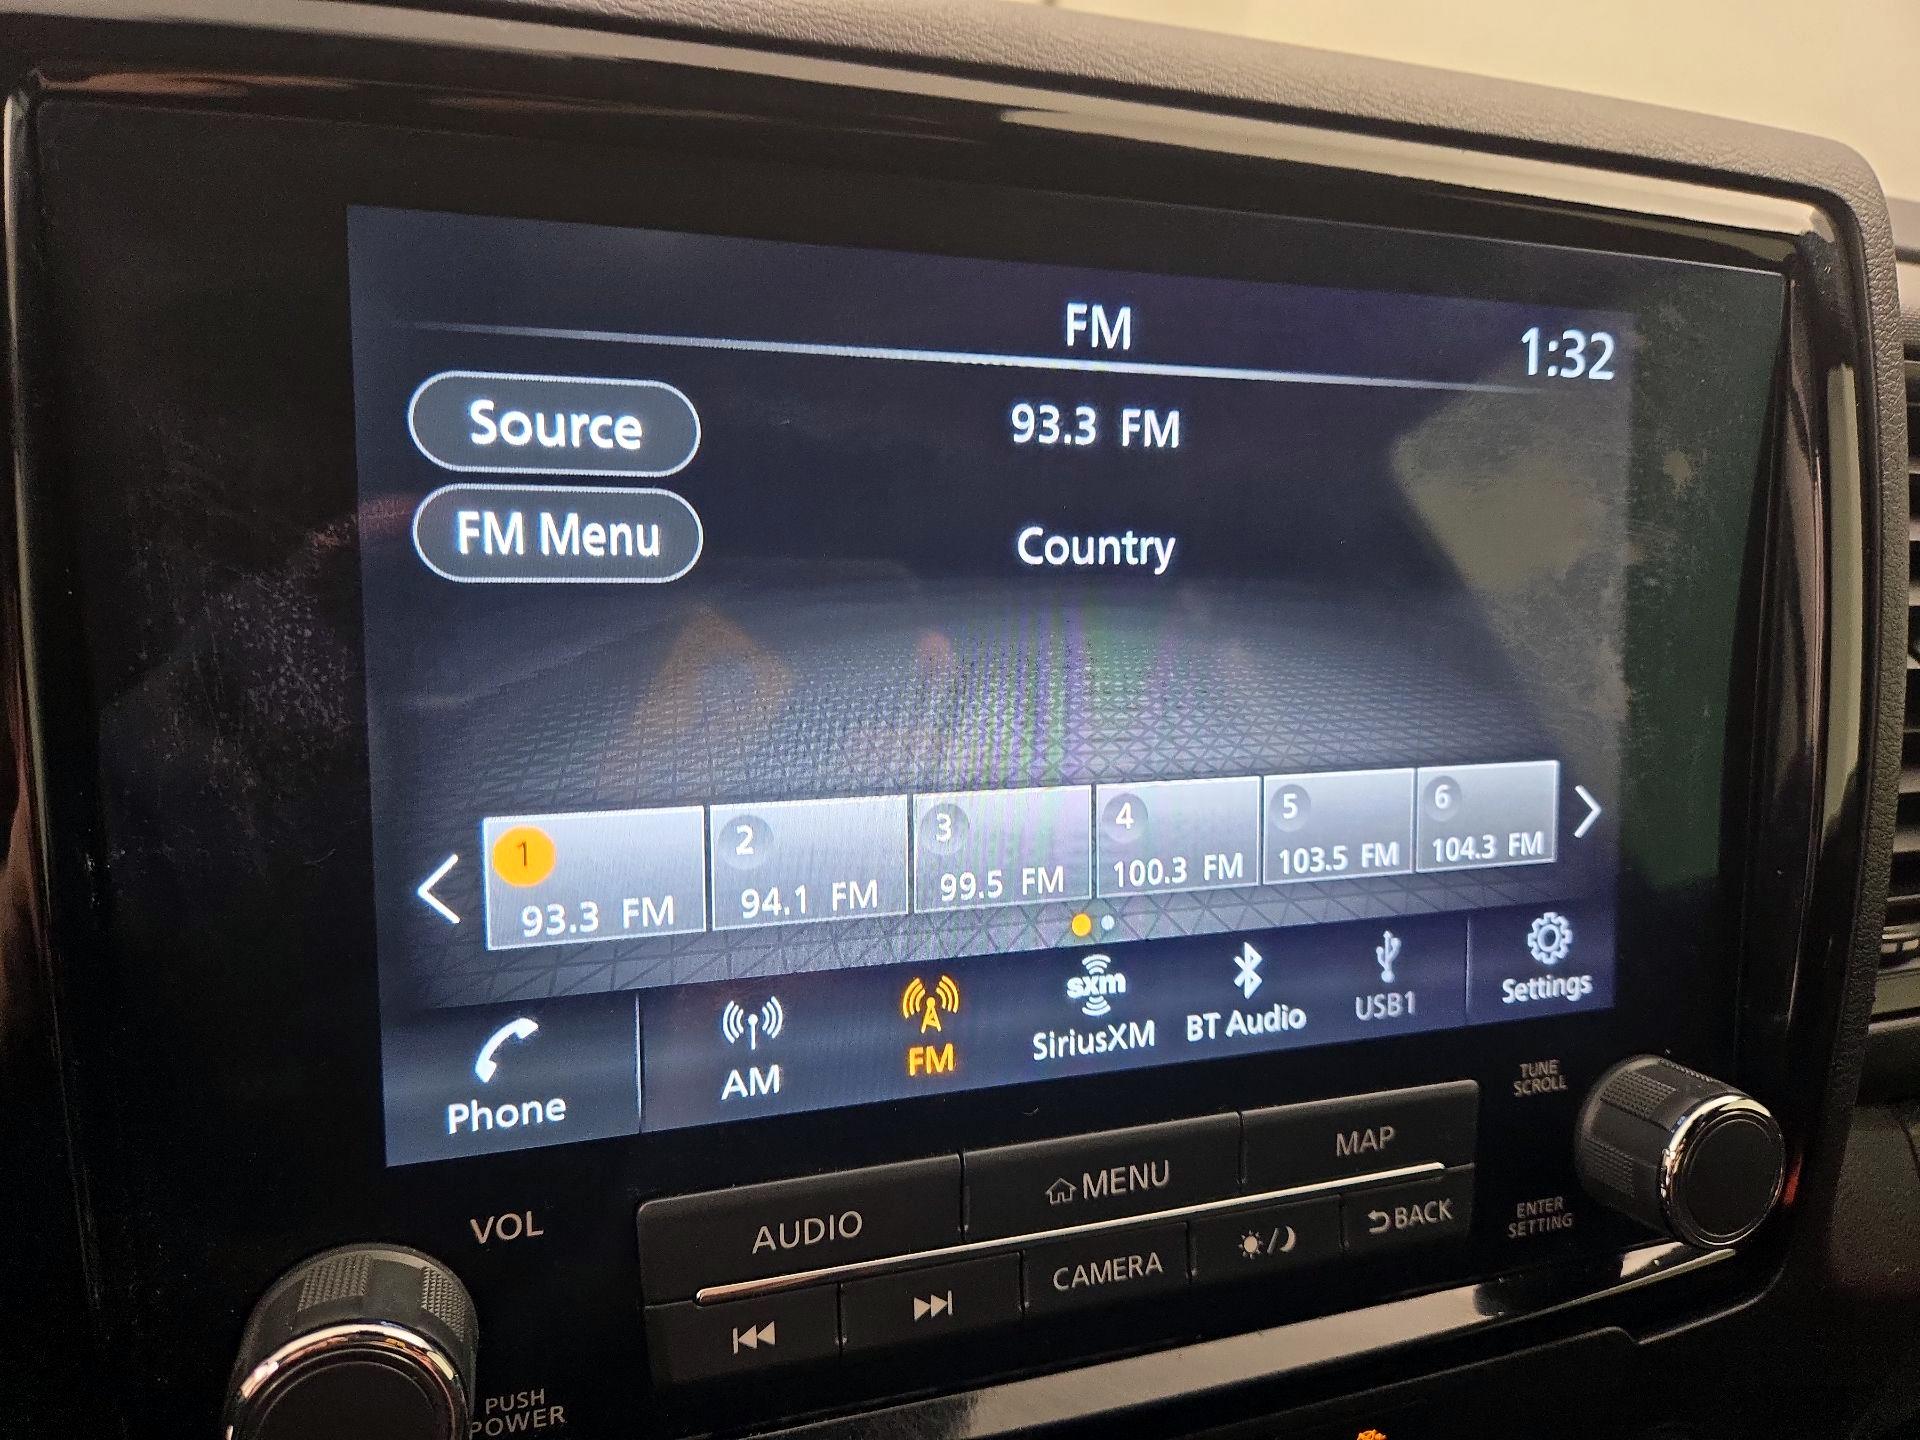 FM
1:32
Source
93.3 FM
FM Menu
Country
1
93.3 FM
2
94.1 FM
3
99.5 FM
4
100.3 FM
5
103.5 FM
6
104.3 FM
Phone
AM
FM
sxm
SiriusXM
BT Audio
USB1
Settings
VOL
PUSH
POWER
AUDIO
MENU
MAP
CAMERA
BACK
TUNE
SCROLL
ENTER
SETTING